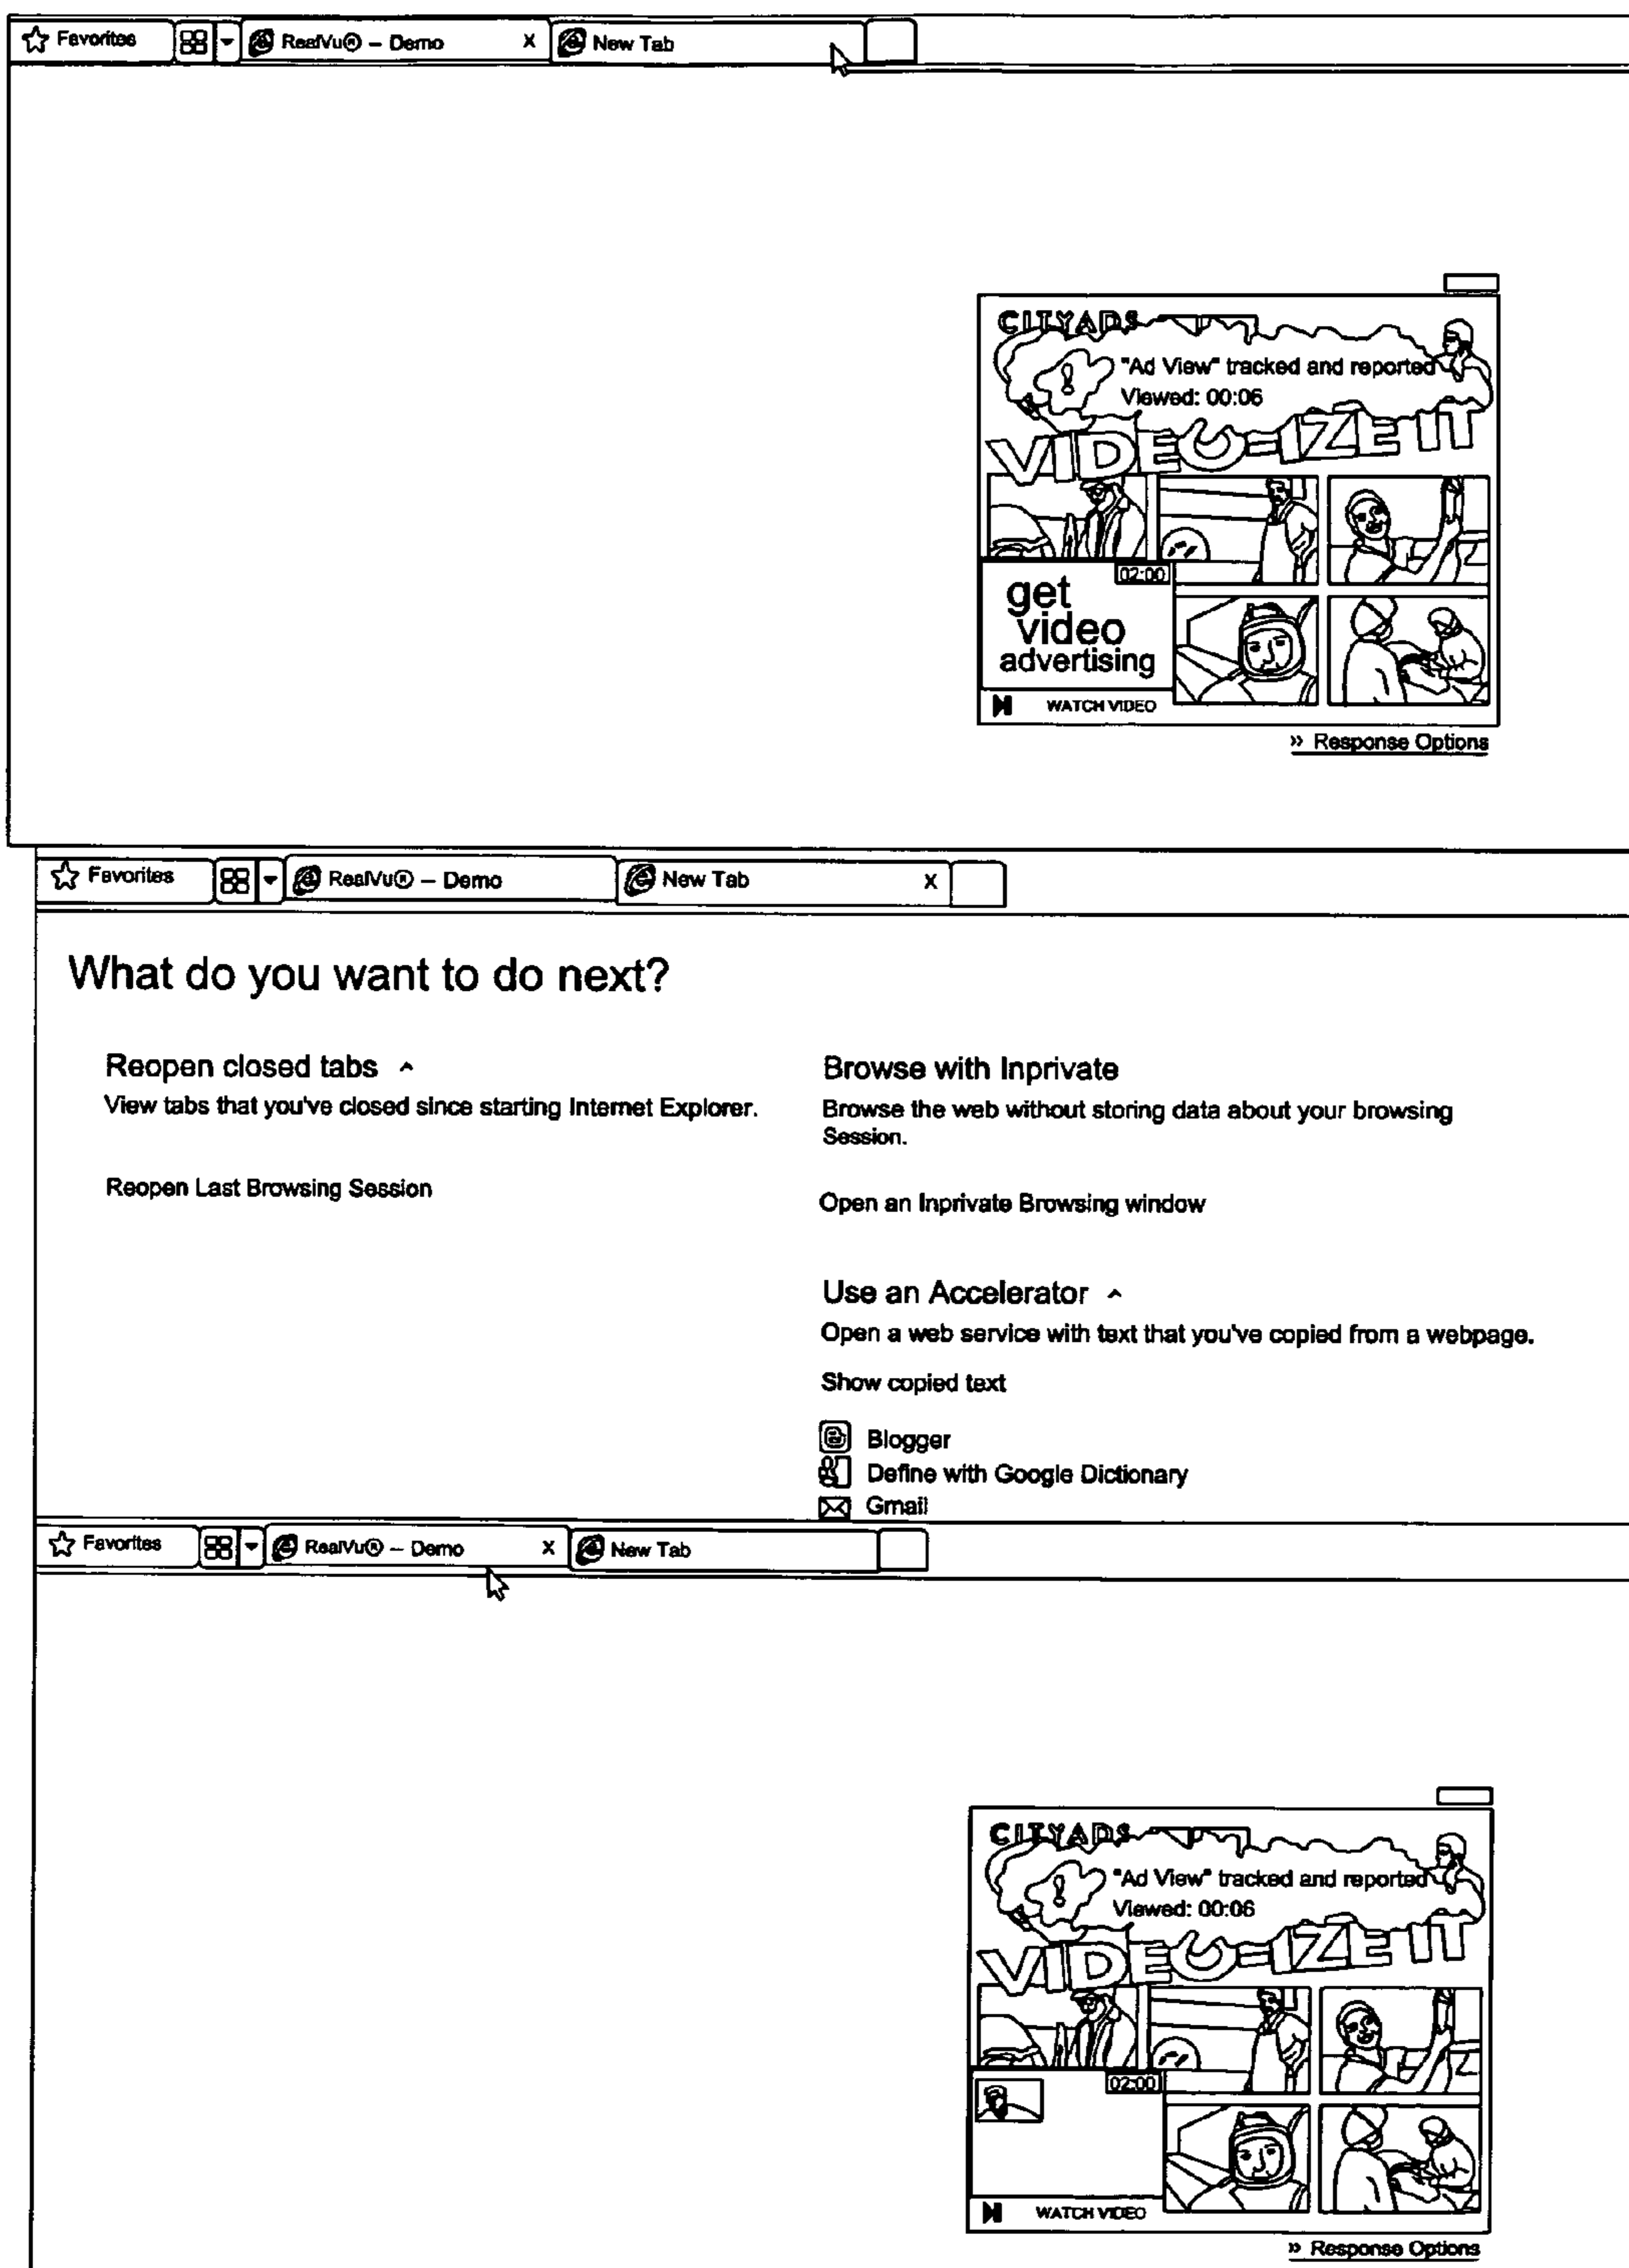 Favorites RealVu® – Demo X New Tab
CITYADS
!
"Ad View" tracked and reported
Viewed: 00:06
VIDEO-IZE IT
02:00
get
video
advertising
WATCH VIDEO
» Response Options
Favorites RealVu® – Demo New Tab X
What do you want to do next?
Reopen closed tabs ^
View tabs that you've closed since starting Internet Explorer.
Reopen Last Browsing Session
Browse with Inprivate
Browse the web without storing data about your browsing
Session.
Open an Inprivate Browsing window
Use an Accelerator ^
Open a web service with text that you've copied from a webpage.
Show copied text
Blogger
Define with Google Dictionary
Gmail
Favorites RealVu® – Demo X New Tab
CITYADS
!
"Ad View" tracked and reported
Viewed: 00:06
VIDEO-IZE IT
02:00
WATCH VIDEO
» Response Options